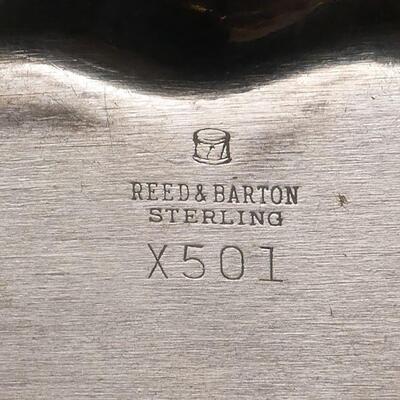 REED & BARTON
STERLING
X501